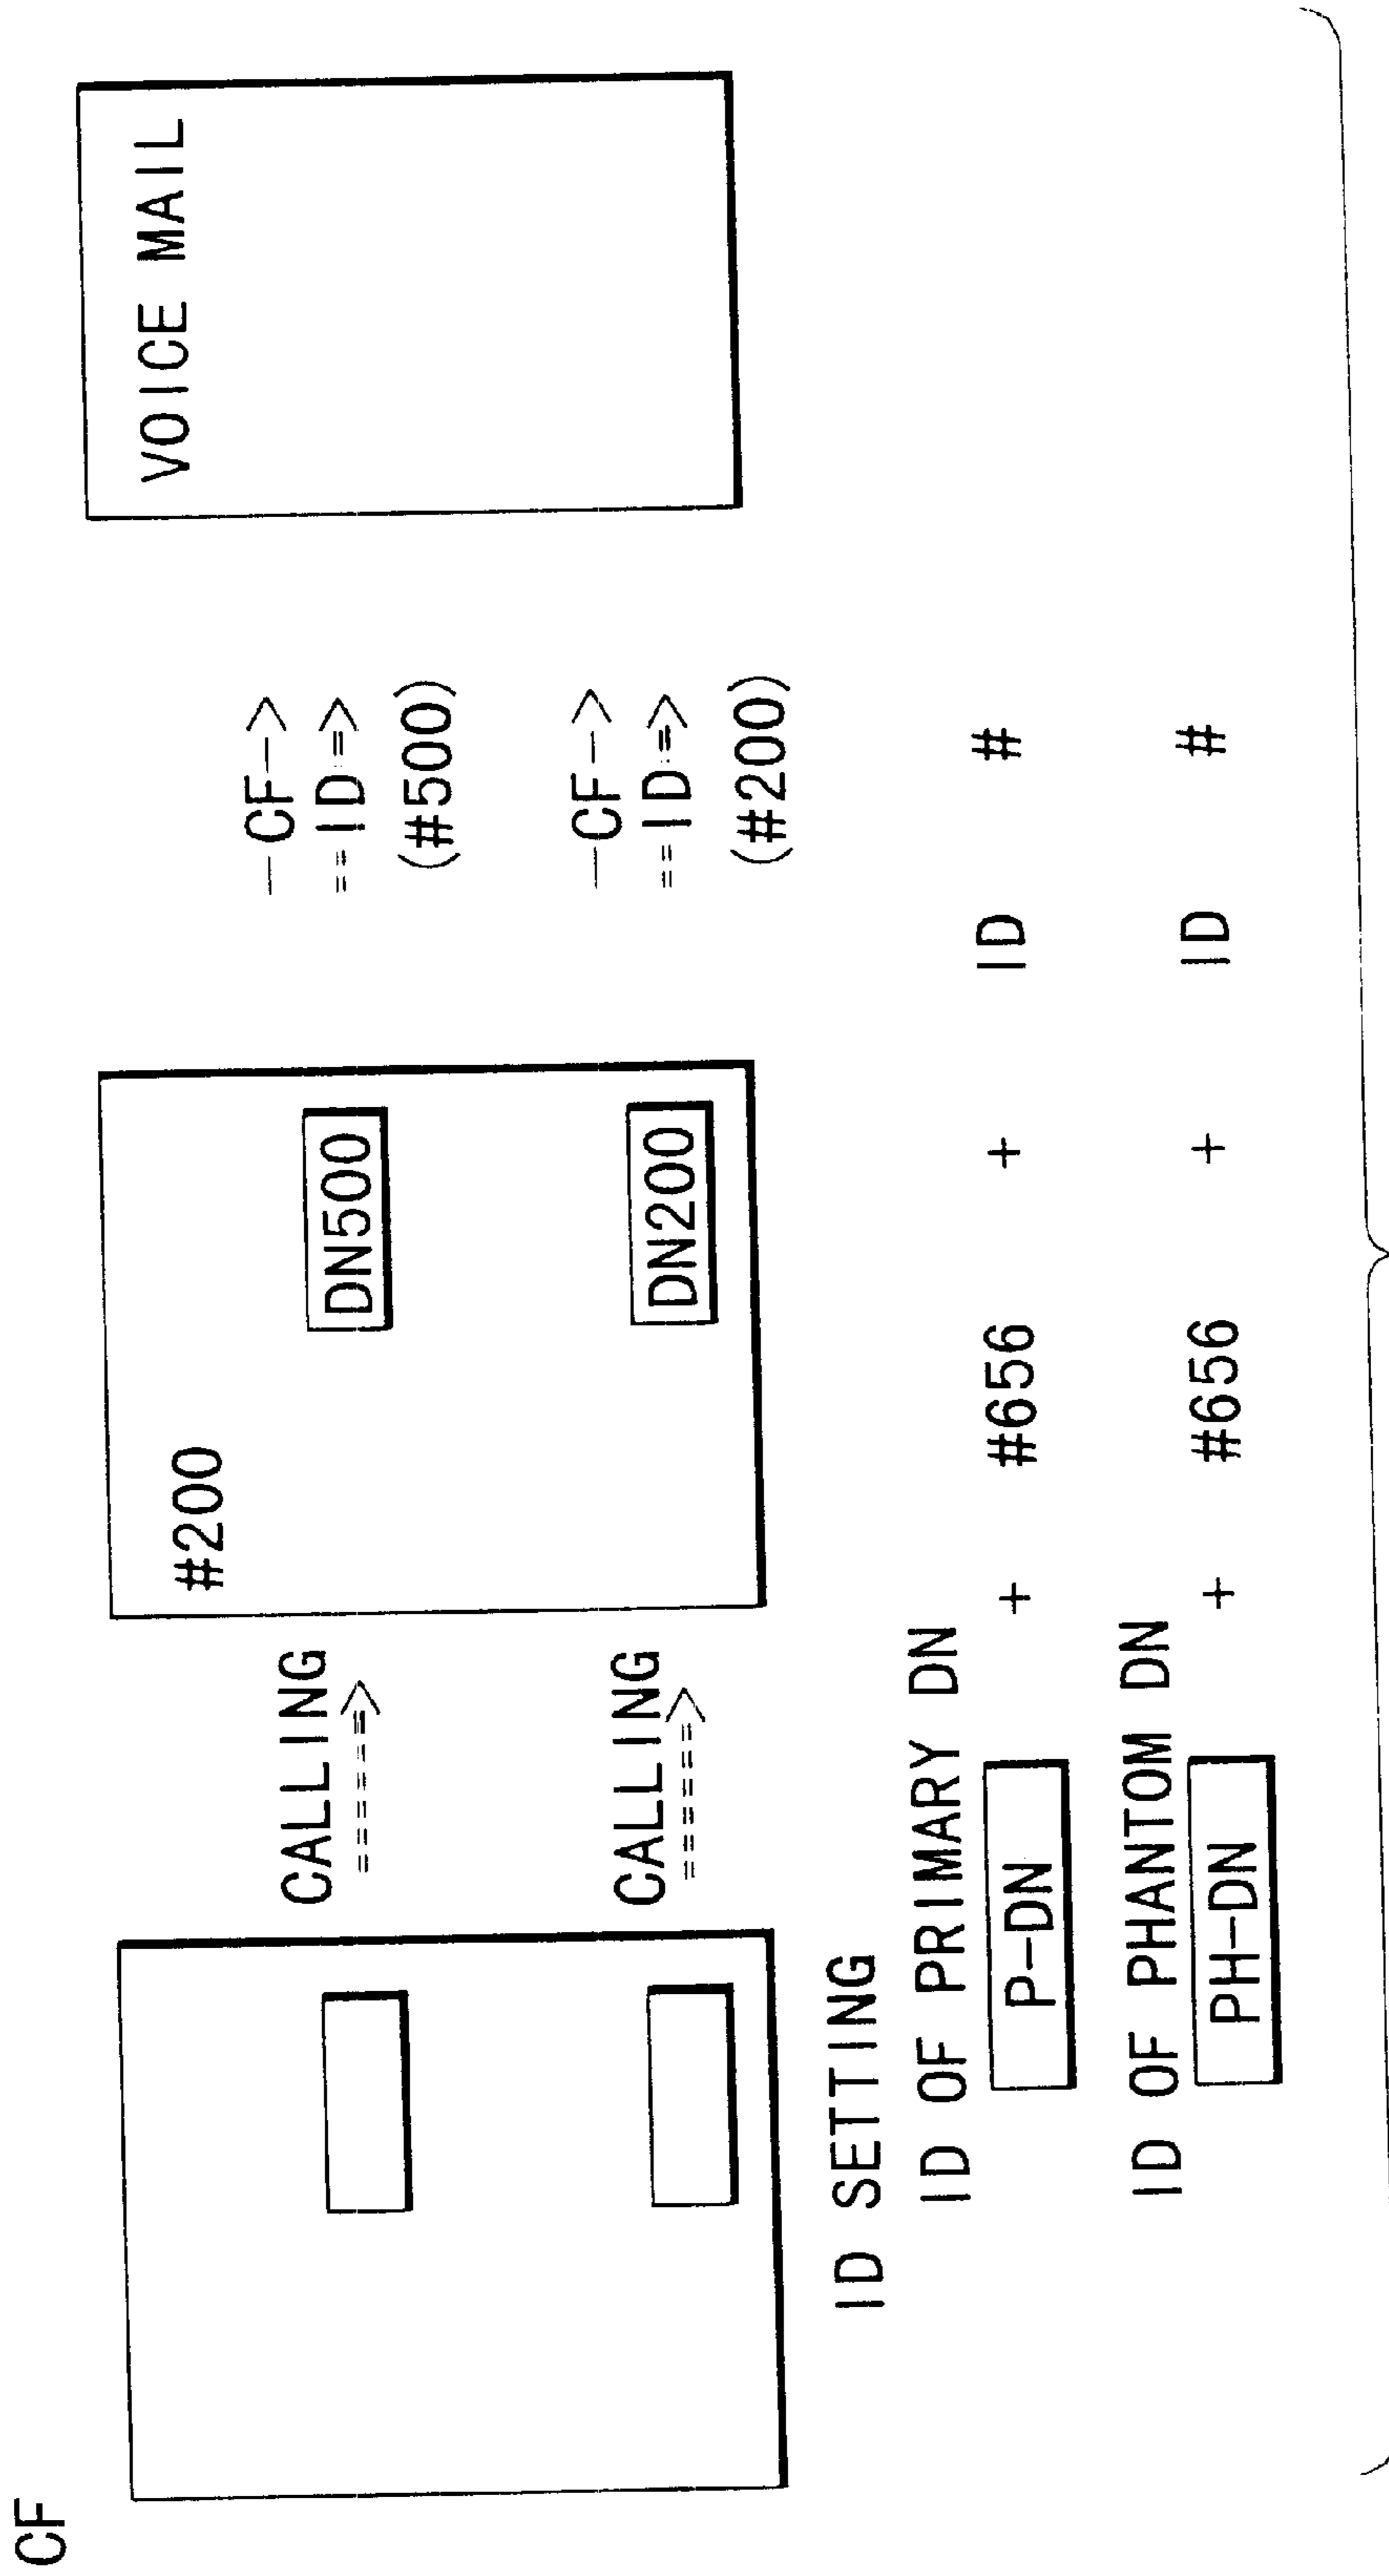 CF
#200
VOICE MAIL
CALLING
====>
DN500
—CF—>
==ID=>
(#500)
CALLING
====>
DN200
—CF—>
==ID=>
(#200)
ID SETTING
ID OF PRIMARY DN
P-DN + #656 + ID #
ID OF PHANTOM DN
PH-DN + #656 + ID #